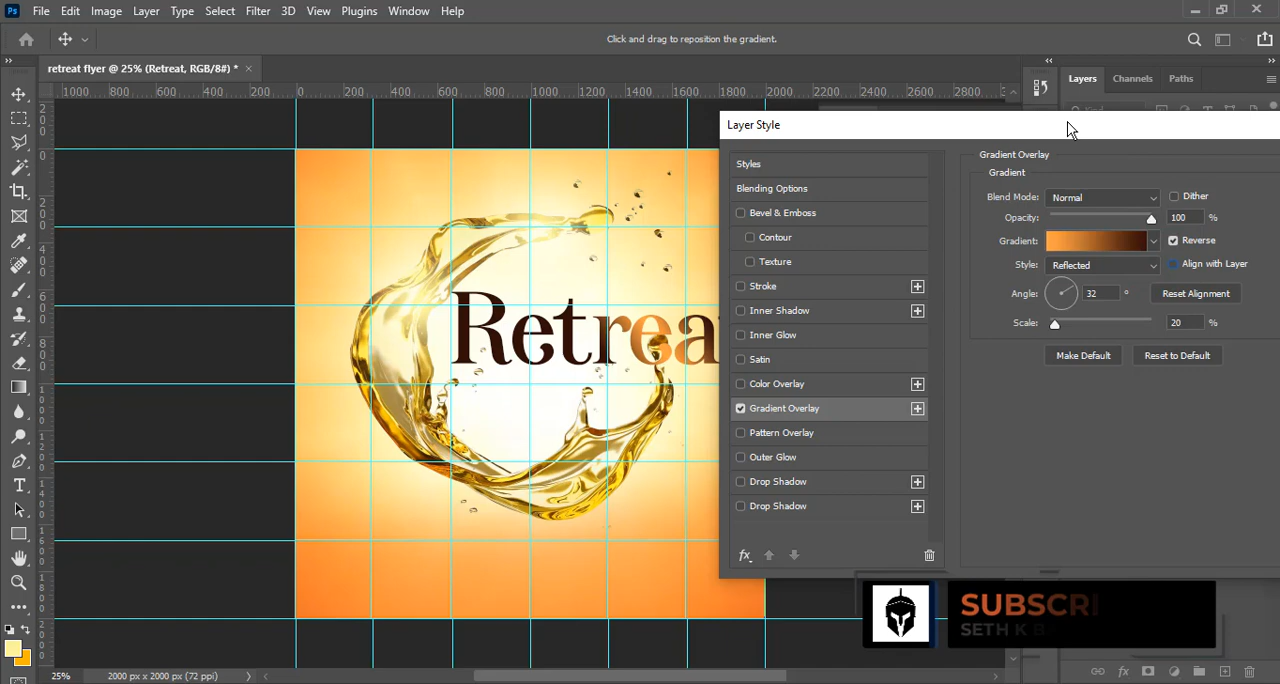 Ps File Edit Image Layer Type Select Filter 3D View Plugins Window Help
Click and drag to reposition the gradient.
retreat flyer @ 25% (Retreat, RGB/8#) *
Layers Channels Paths
1000 800 600 400 200 0 200 400 600 800 1000 1200 1400 1600 1800 2000 2200 2400 2600 2800
Layer Style
Styles
Blending Options
Bevel & Emboss
Contour
Texture
Stroke
Inner Shadow
Inner Glow
Satin
Color Overlay
Gradient Overlay
Pattern Overlay
Outer Glow
Drop Shadow
Drop Shadow
fx
Gradient Overlay
Gradient
Blend Mode: Normal Dither
Opacity: 100 %
Gradient: Reverse
Style: Reflected Align with Layer
Angle: 32 ° Reset Alignment
Scale: 20 %
Make Default Reset to Default
Retrea
SUBSCRI
SETH K B
25% 2000 px x 2000 px (72 ppi)
fx